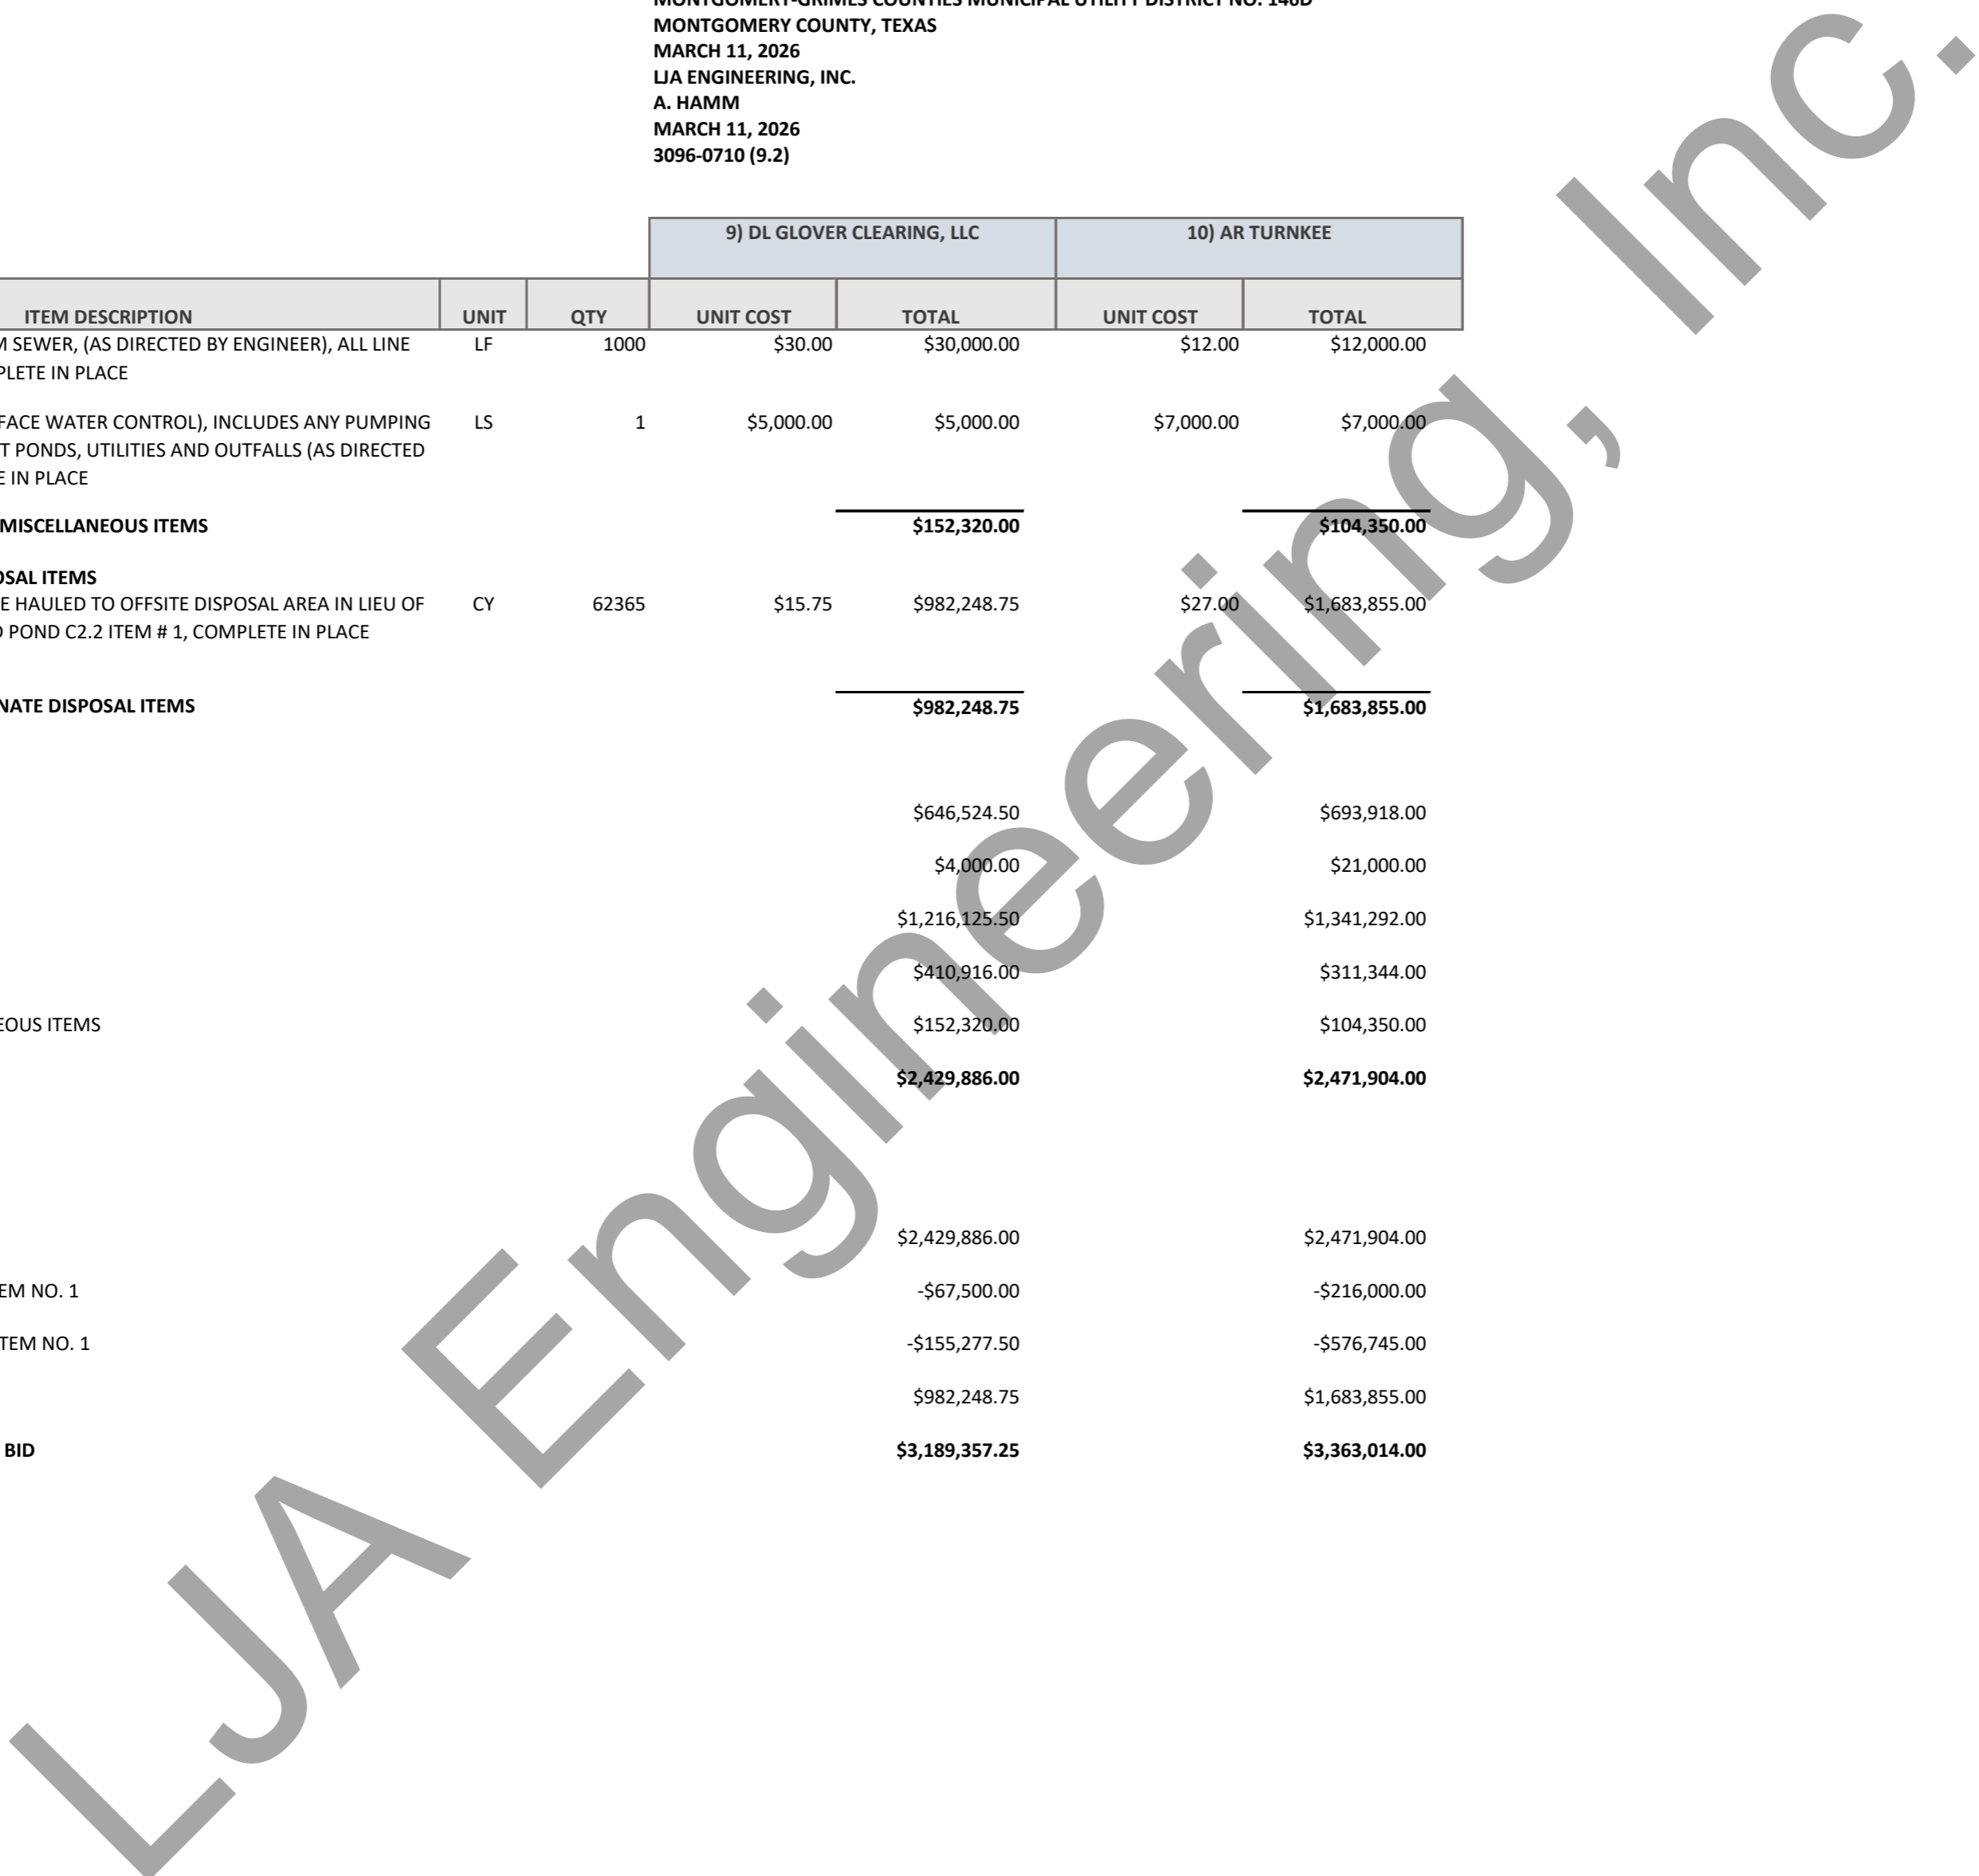 MONTGOMERY-GRIMES COUNTIES MUNICIPAL UTILITY DISTRICT NO.
MONTGOMERY COUNTY, TEXAS
MARCH 11, 2026
LJA ENGINEERING, INC.
A. HAMM
MARCH 11, 2026
3096-0710 (9.2)
9) DL GLOVER CLEARING, LLC 10) AR TURNKEE
ITEM DESCRIPTION UNIT QTY UNIT COST TOTAL UNIT COST TOTAL
M SEWER, (AS DIRECTED BY ENGINEER), ALL LINE LF 1000 $30.00 $30,000.00 $12.00 $12,000.00
PLETE IN PLACE
FACE WATER CONTROL), INCLUDES ANY PUMPING LS 1 $5,000.00 $5,000.00 $7,000.00 $7,000.00
T PONDS, UTILITIES AND OUTFALLS (AS DIRECTED
E IN PLACE
MISCELLANEOUS ITEMS $152,320.00 $104,350.00
OSAL ITEMS
E HAULED TO OFFSITE DISPOSAL AREA IN LIEU OF CY 62365 $15.75 $982,248.75 $27.00 $1,683,855.00
D POND C2.2 ITEM # 1, COMPLETE IN PLACE
NATE DISPOSAL ITEMS $982,248.75 $1,683,855.00
$646,524.50 $693,918.00
$4,000.00 $21,000.00
$1,216,125.50 $1,341,292.00
$410,916.00 $311,344.00
EOUS ITEMS $152,320.00 $104,350.00
$2,429,886.00 $2,471,904.00
$2,429,886.00 $2,471,904.00
EM NO. 1 -$67,500.00 -$216,000.00
TEM NO. 1 -$155,277.50 -$576,745.00
$982,248.75 $1,683,855.00
BID $3,189,357.25 $3,363,014.00
LJA Engineering, Inc.